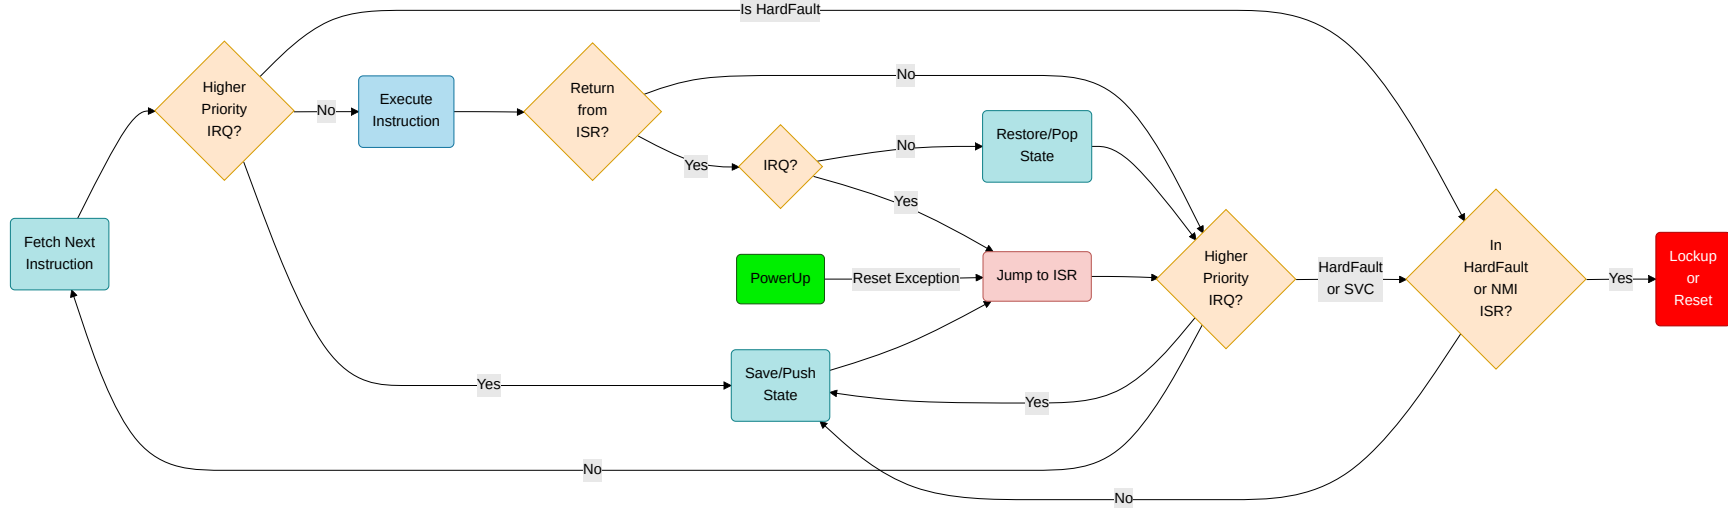 Is HardFault
Higher
Priority
IRQ?
No
Execute
Instruction
Return
from
ISR?
No
Yes
IRQ?
No
Restore/Pop
State
Yes
Fetch Next
Instruction
PowerUp
Reset Exception
Jump to ISR
Higher
Priority
IRQ?
HardFault
or SVC
In
HardFault
or NMI
ISR?
Yes
Lockup
or
Reset
Yes
Save/Push
State
Yes
No
No